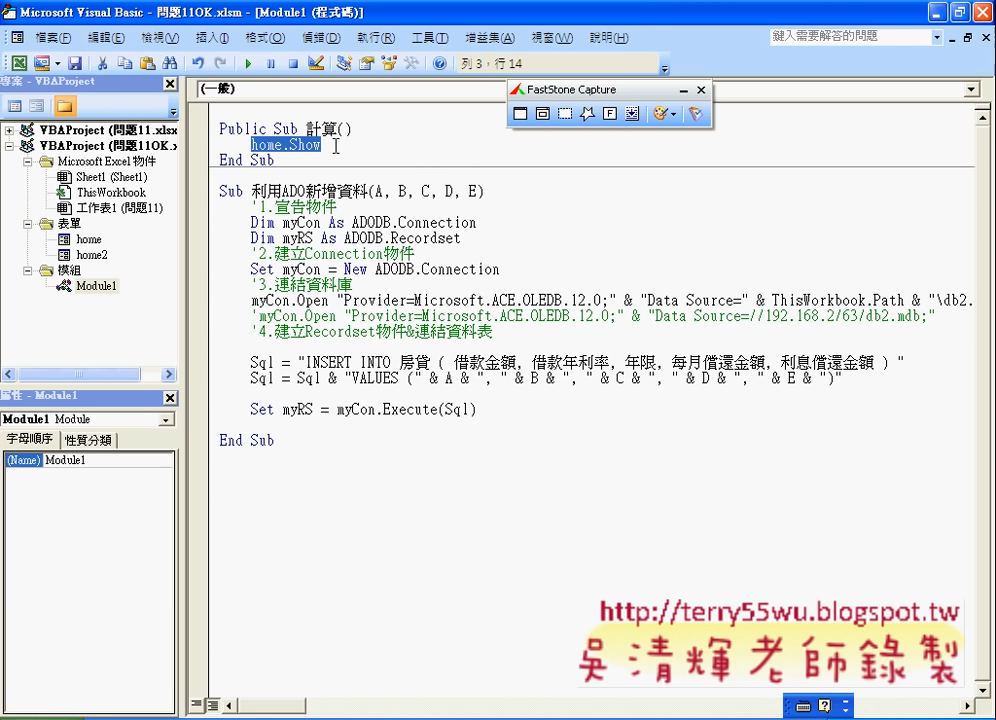 Microsoft Visual Basic - 問題11OK.xlsm - [Module1 (程式碼)]
檔案(F) 編輯(E) 檢視(V) 插入(I) 格式(O) 偵錯(D) 執行(R) 工具(T) 增益集(A) 視窗(W) 說明(H) 鍵入需要解答的問題
列 3，行 14
專案 - VBAProject
(一般)
FastStone Capture
VBAProject (問題11.xlsx
VBAProject (問題11OK.x
Microsoft Excel 物件
Sheet1 (Sheet1)
ThisWorkbook
工作表1 (問題11)
表單
home
home2
模組
Module1
屬性 - Module1
Module1 Module
字母順序 性質分類
(Name) Module1
Public Sub 計算()
home.Show
End Sub
Sub 利用ADO新增資料(A, B, C, D, E)
'1.宣告物件
Dim myCon As ADODB.Connection
Dim myRS As ADODB.Recordset
'2.建立Connection物件
Set myCon = New ADODB.Connection
'3.連結資料庫
myCon.Open "Provider=Microsoft.ACE.OLEDB.12.0;" & "Data Source=" & ThisWorkbook.Path & "\db2.
'myCon.Open "Provider=Microsoft.ACE.OLEDB.12.0;" & "Data Source=//192.168.2/63/db2.mdb;"
'4.建立Recordset物件&連結資料表
Sql = "INSERT INTO 房貸 ( 借款金額, 借款年利率, 年限, 每月償還金額, 利息償還金額 ) "
Sql = Sql & "VALUES (" & A & ", " & B & ", " & C & ", " & D & ", " & E & ")"
Set myRS = myCon.Execute(Sql)
End Sub
http://terry55wu.blogspot.tw
吳清輝老師錄製